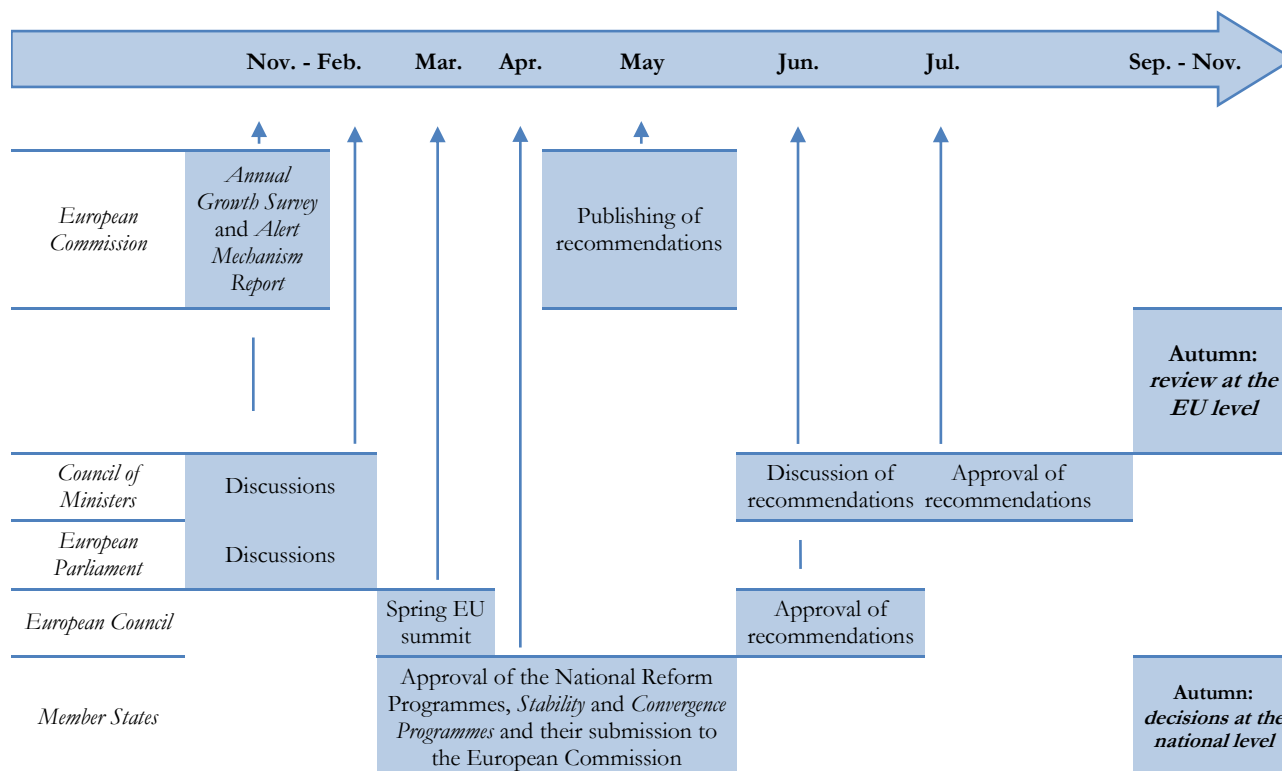 Nov. - Feb. Mar. Apr. May Jun. Jul. Sep. - Nov.
European
Commission
Annual
Growth Survey
and Alert
Mechanism
Report
Publishing of
recommendations
Autumn:
review at the
EU level
Council of
Ministers
Discussions
Discussion of
recommendations
Approval of
recommendations
European
Parliament
Discussions
European Council
Spring EU
summit
Approval of
recommendations
Member States
Approval of the National Reform
Programmes, Stability and Convergence
Programmes and their submission to
the European Commission
Autumn:
decisions at the
national level